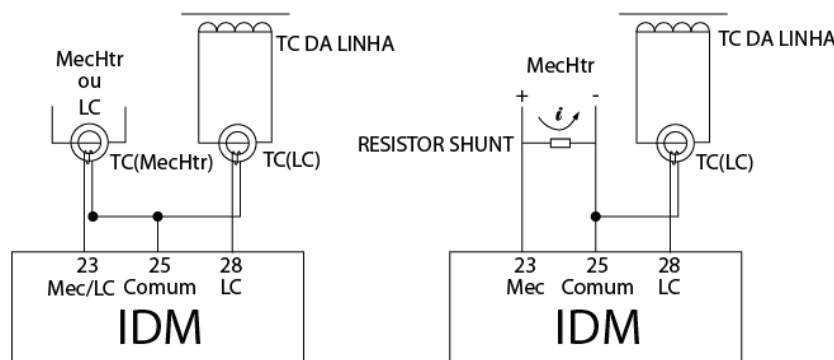 TC DA LINHA
MecHtr
ou
LC
TC(MecHtr)
TC(LC)
23
25
28
Mec/LC
Comum
LC
IDM
TC DA LINHA
MecHtr
+
-
i
RESISTOR SHUNT
TC(LC)
23
25
28
Mec
Comum
LC
IDM